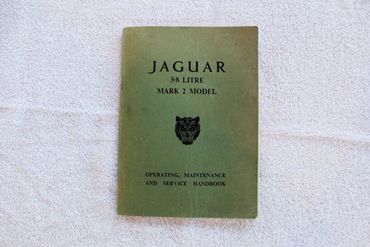 JAGUAR
3·8 LITRE
MARK 2 MODEL
OPERATING, MAINTENANCE
AND SERVICE HANDBOOK